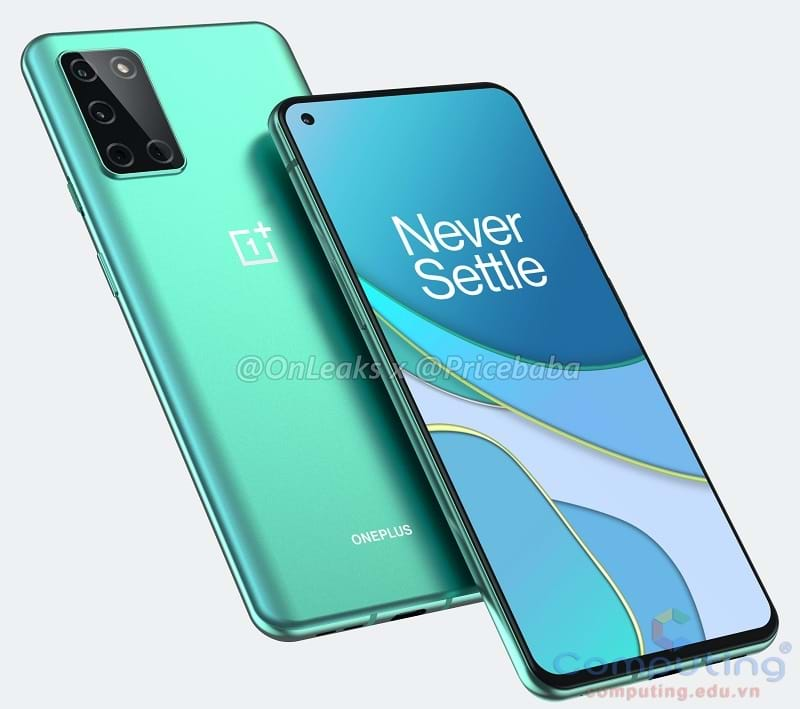 Never
Settle
@OnLeaks x @Pricebaba
ONEPLUS
Computing®
computing.edu.vn